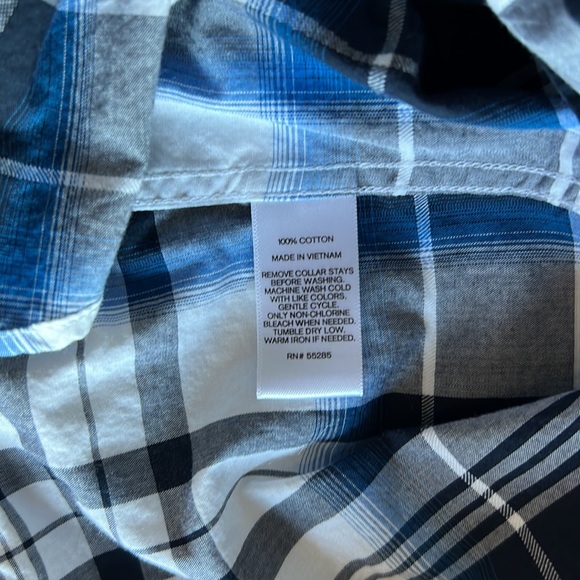 100% COTTON
MADE IN VIETNAM
REMOVE COLLAR STAYS
BEFORE WASHING.
MACHINE WASH COLD
WITH LIKE COLORS,
GENTLE CYCLE.
ONLY NON-CHLORINE
BLEACH WHEN NEEDED.
TUMBLE DRY LOW,
WARM IRON IF NEEDED.
RN# 55285